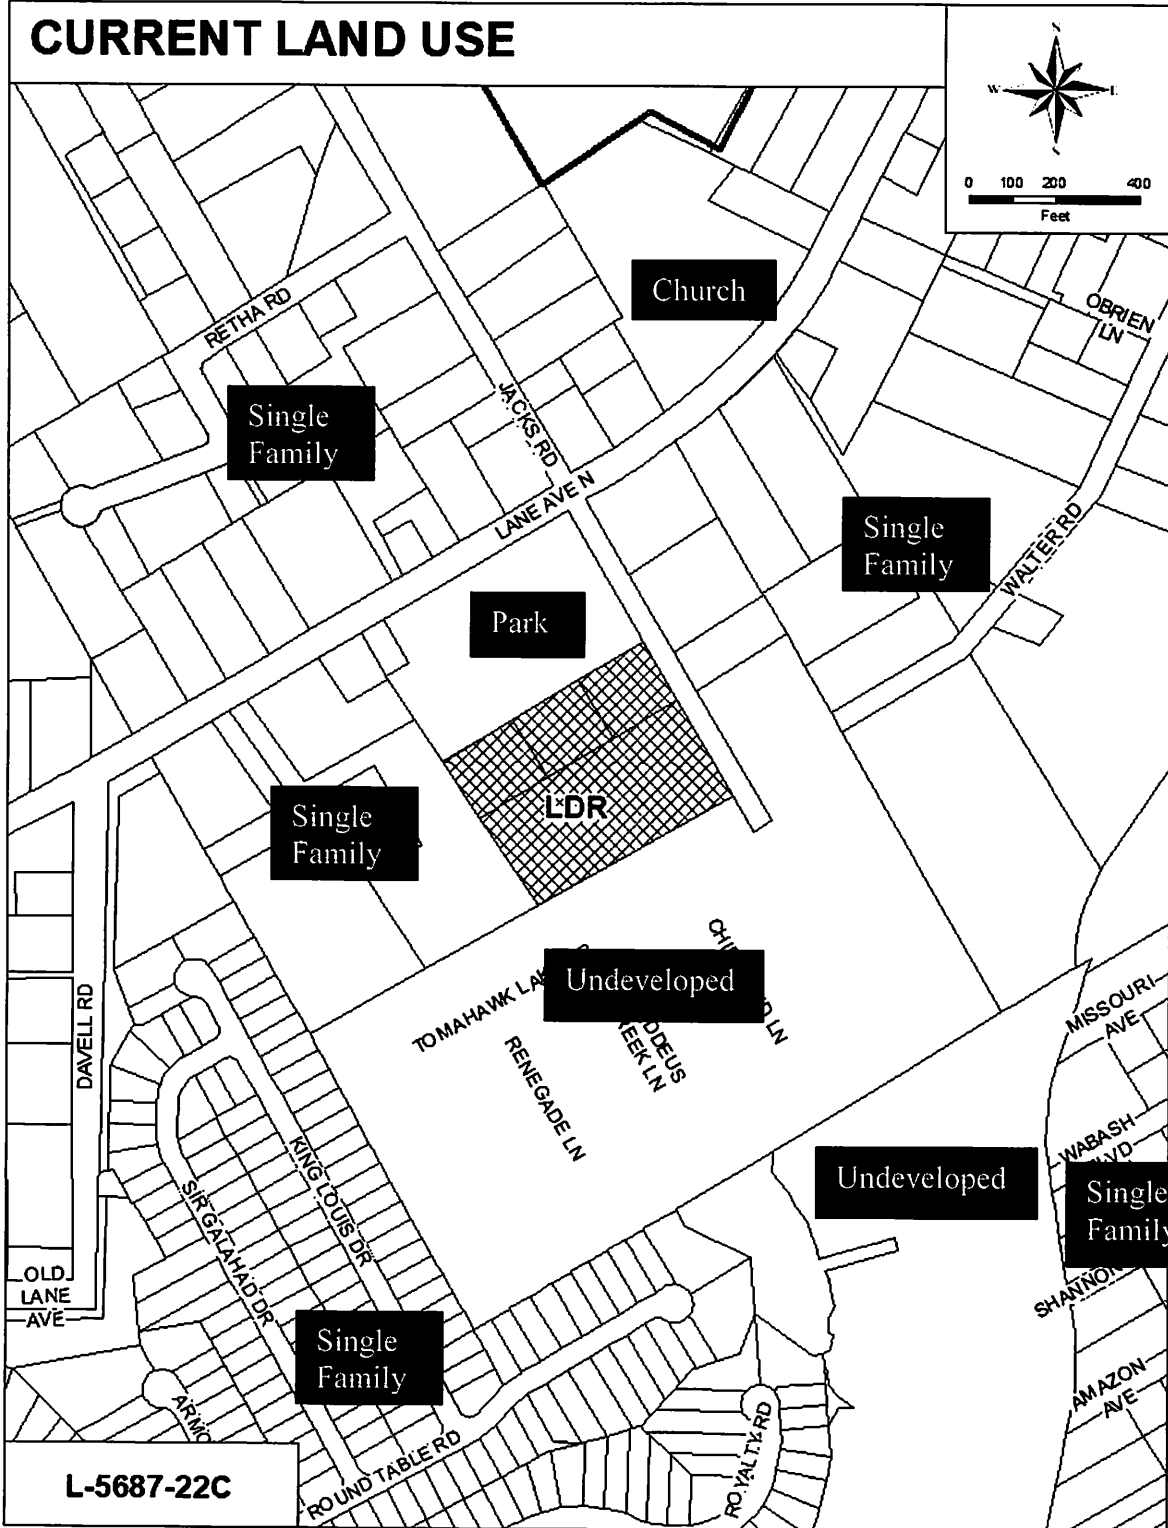 CURRENT LAND USE
N
W
E
S
0 100 200 400
Feet
Church
OBRIEN
LN
RETHA RD
Single
Family
JACKS RD
LANE AVE N
Single
Family
WALTER RD
Park
LDR
Single
Family
Undeveloped
TOMAHAWK
RENEGADE LN
LN
DAVELL RD
MISSOURI
AVE
WABASH
Undeveloped
Single
Family
KING LOUIS DR
SIR GALAHAD DR
OLD
LANE
AVE
SHANNON
Single
Family
AMAZON
AVE
ROYALTY RD
ROUND TABLE RD
L-5687-22C